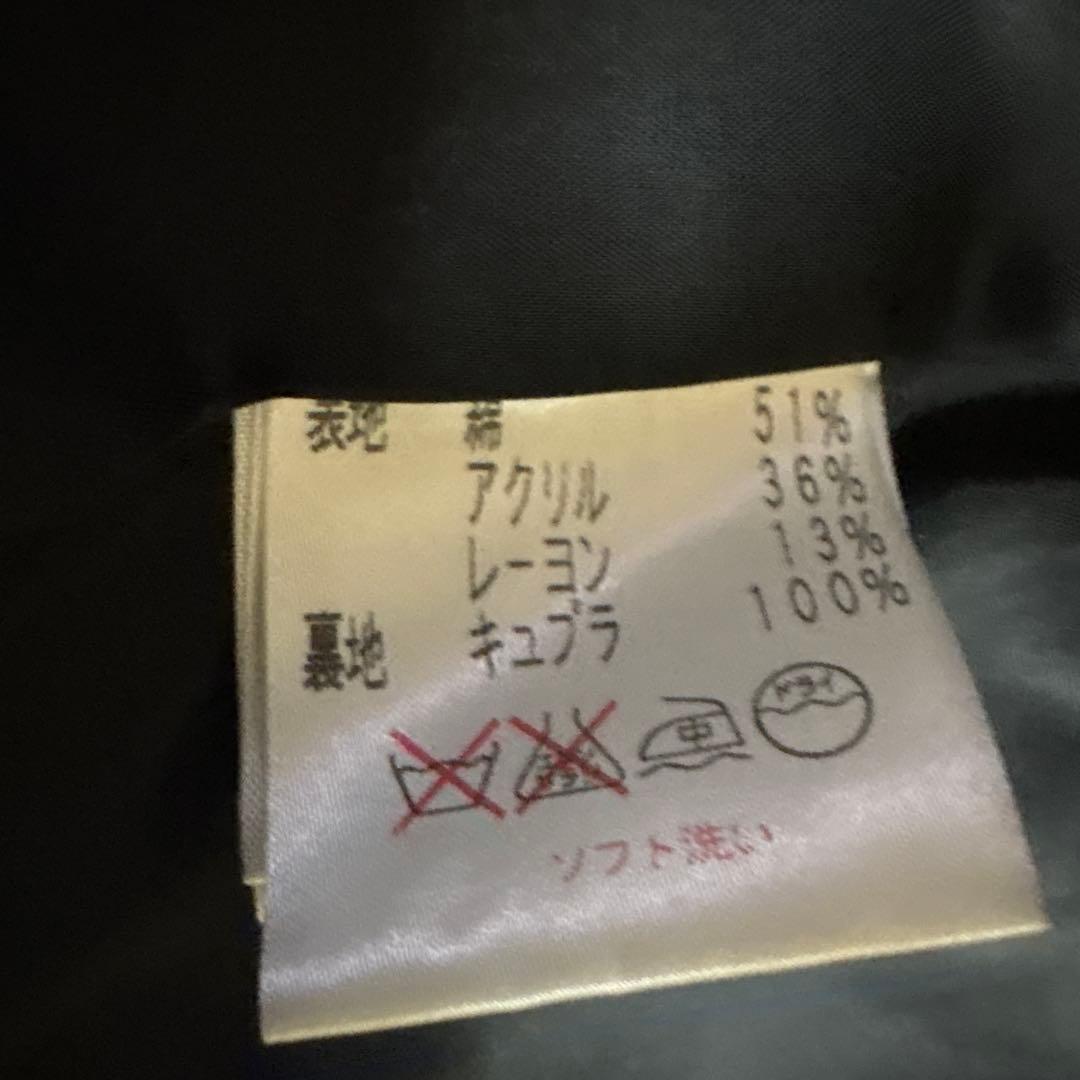 表地 綿 51%
アクリル 36%
レーヨン 13%
裏地 キュプラ 100%
中 ドライ
ソフト洗い